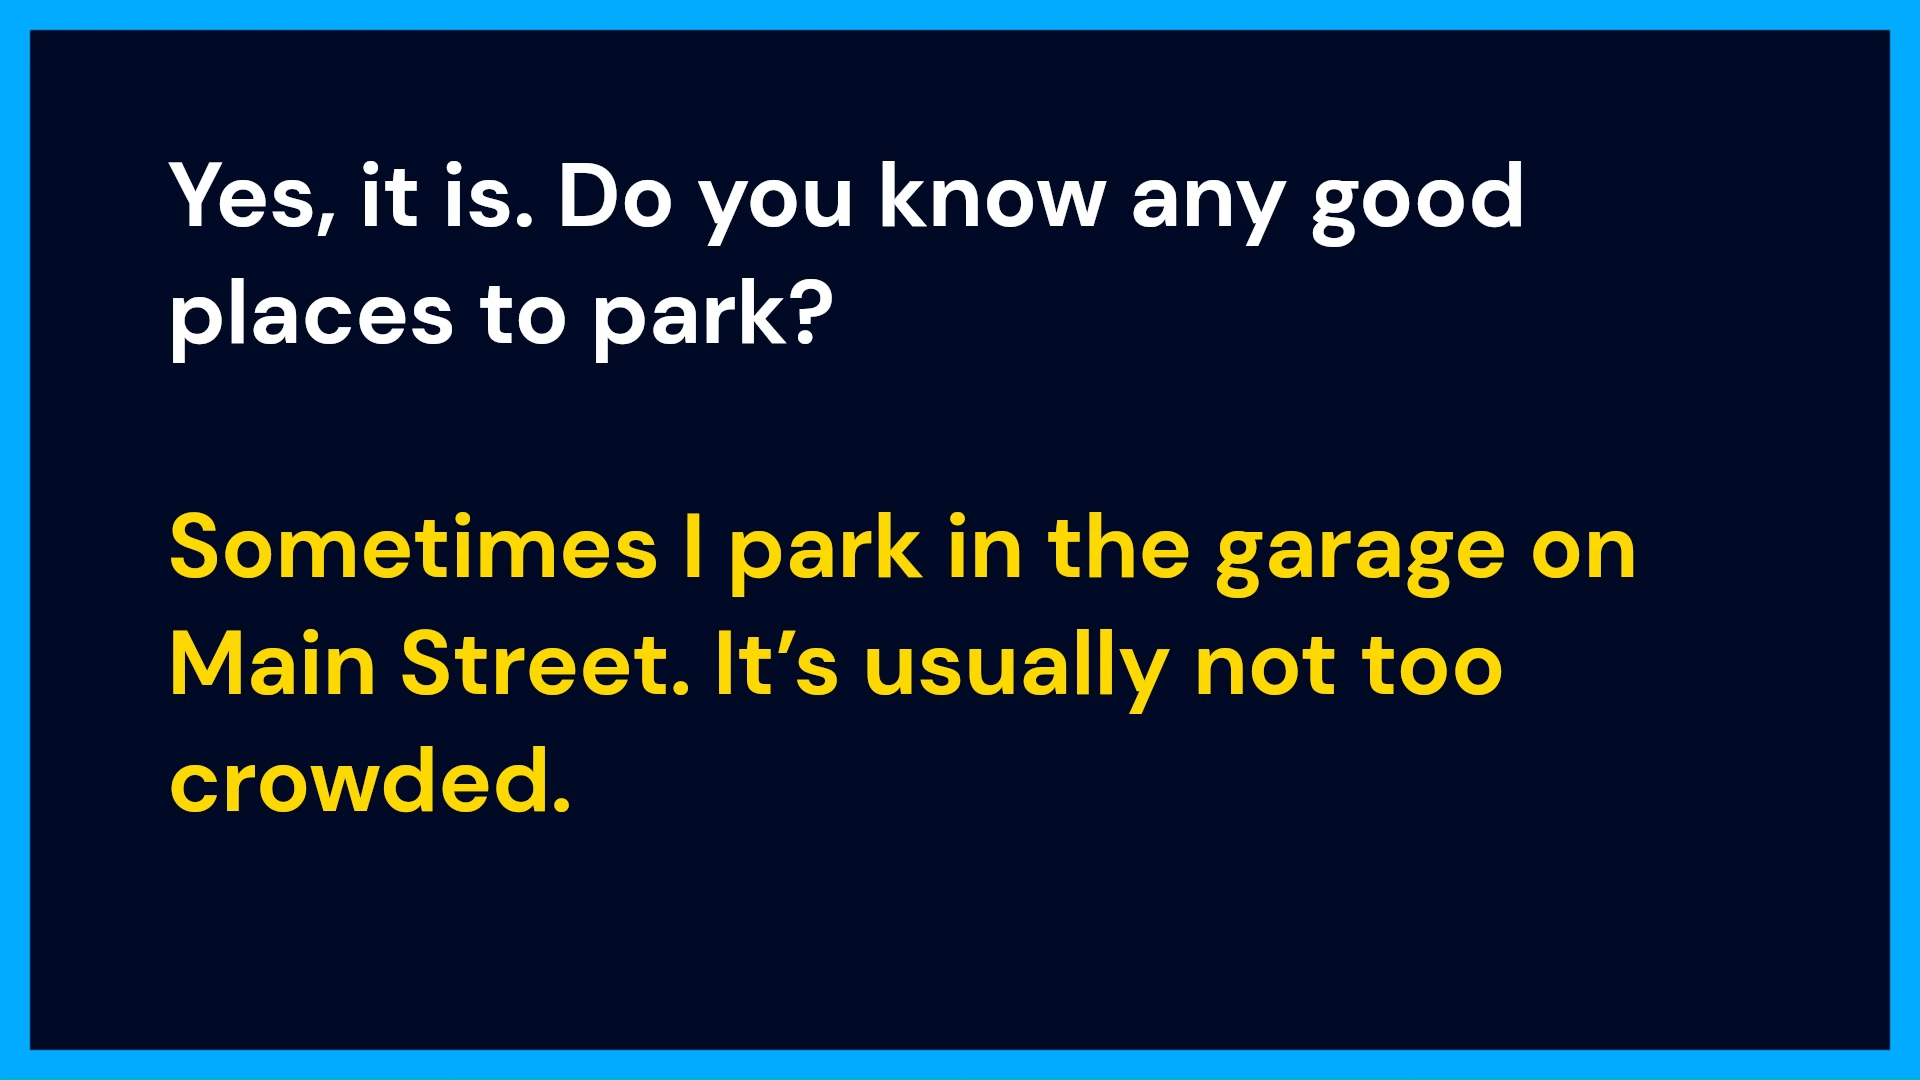 Yes, it is. Do you know any good
places to park?
Sometimes I park in the garage on
Main Street. It’s usually not too
crowded.